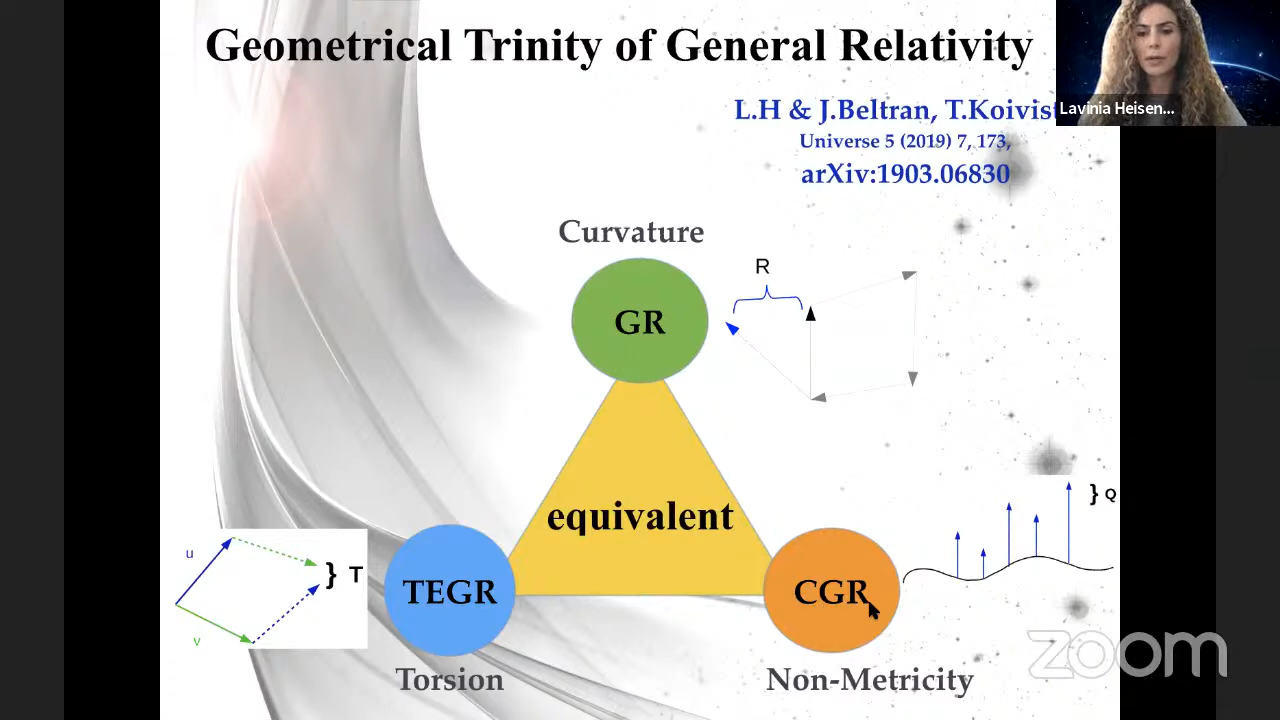 Geometrical Trinity of General Relativity
L.H & J.Beltran, T.Koivis
Lavinia Heisen...
Universe 5 (2019) 7, 173,
arXiv:1903.06830
Curvature
R
GR
equivalent
} Q
u
} T
v
TEGR
CGR
zoom
Torsion
Non-Metricity